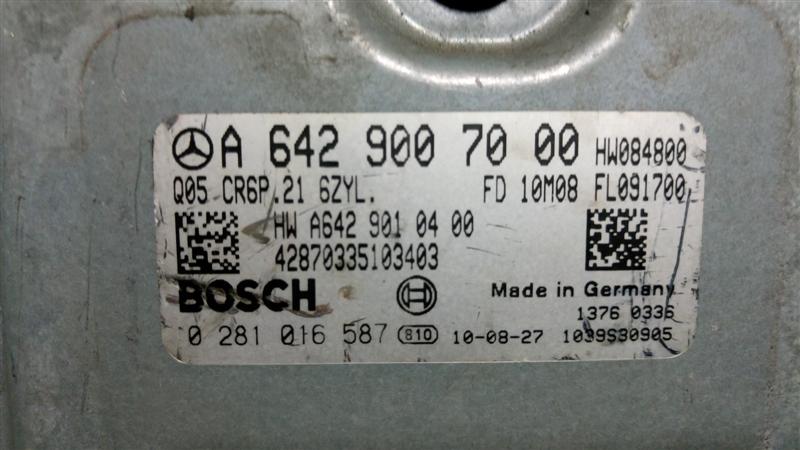 A 642 900 70 00 HW084800
Q05 CR6P.21 6ZYL. FD 10M08 FL091700
HW A642 901 04 00
42870335103403
BOSCH Made in Germany
1376 0336
0 281 016 587 810 10-08-27 1039S30905